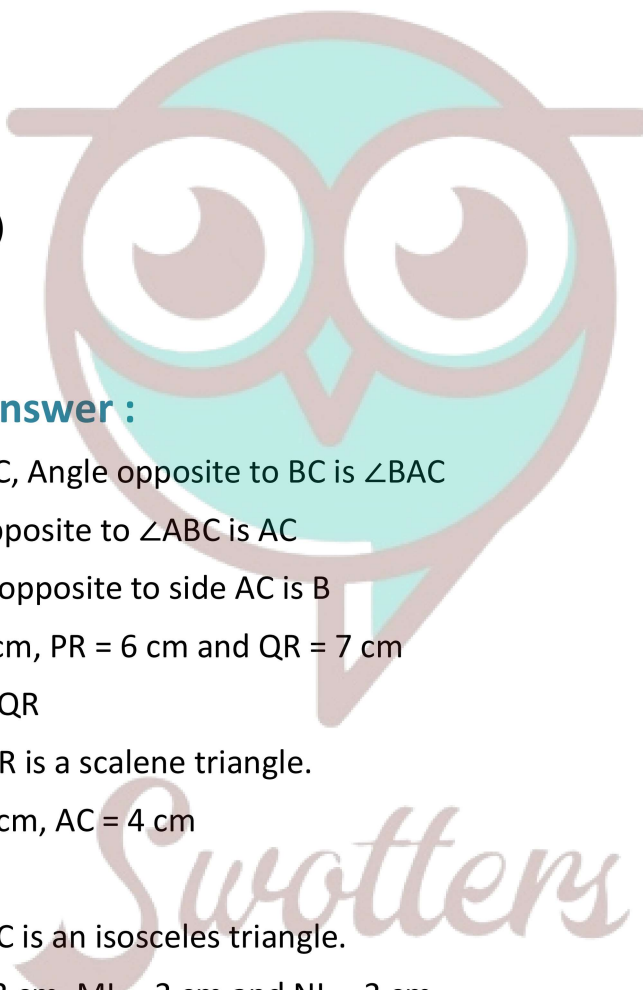 )
nswer :
C, Angle opposite to BC is ∠BAC
pposite to ∠ABC is AC
opposite to side AC is B
cm, PR = 6 cm and QR = 7 cm
QR
R is a scalene triangle.
cm, AC = 4 cm
Swotters
C is an isosceles triangle.